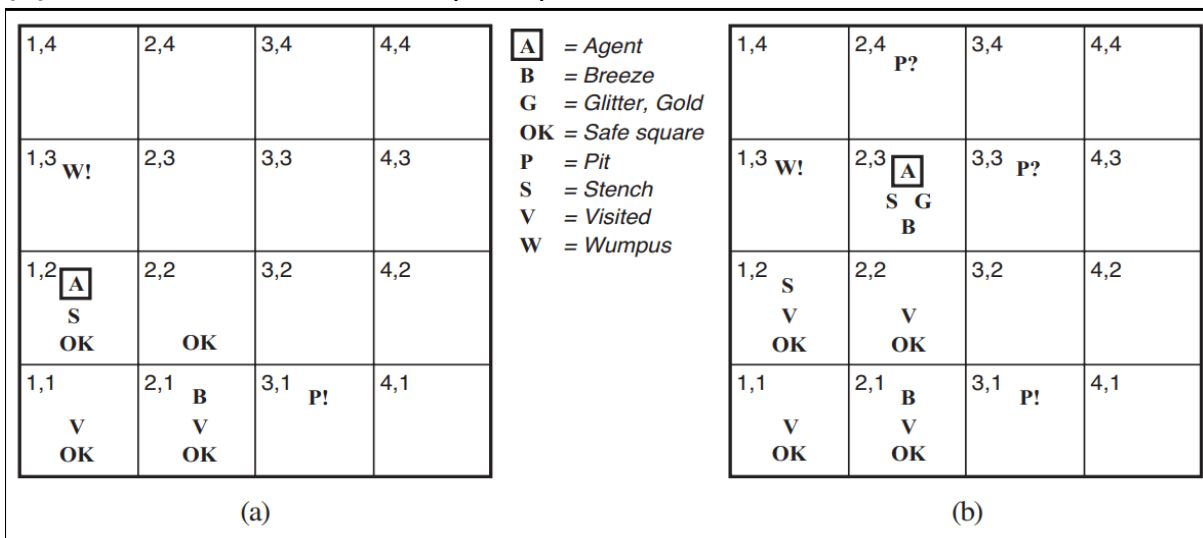 1,4 2,4 3,4 4,4
1,3 W! 2,3 3,3 4,3
1,2 A 2,2 3,2 4,2
S
OK OK
1,1 2,1 B 3,1 P! 4,1
V V
OK OK
(a)
A = Agent
B = Breeze
G = Glitter, Gold
OK = Safe square
P = Pit
S = Stench
V = Visited
W = Wumpus
1,4 2,4 P? 3,4 4,4
1,3 W! 2,3 A 3,3 P? 4,3
S G
B
1,2 S 2,2 3,2 4,2
V V
OK OK
1,1 2,1 B 3,1 P! 4,1
V V
OK OK
(b)